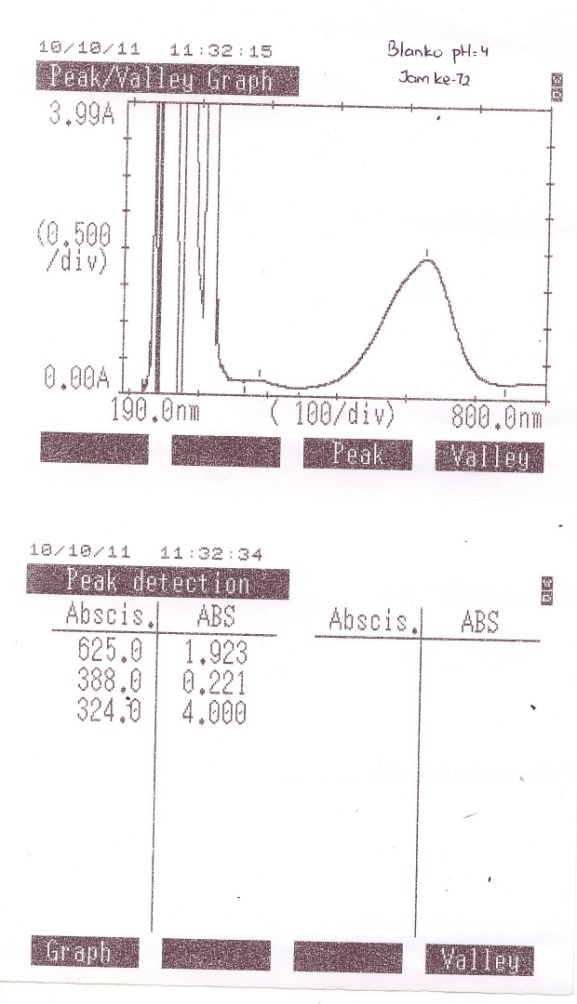 10/10/11 11:32:15
Blanko pH=4
Jam ke-72
Peak/Valley Graph
3.99A
(0.500
/div)
0.00A
190.0nm ( 100/div) 800.0nm
Peak Valley
10/10/11 11:32:34
Peak detection
Abscis. ABS Abscis. ABS
625.0 1.923
388.0 0.221
324.0 4.000
Graph Valley